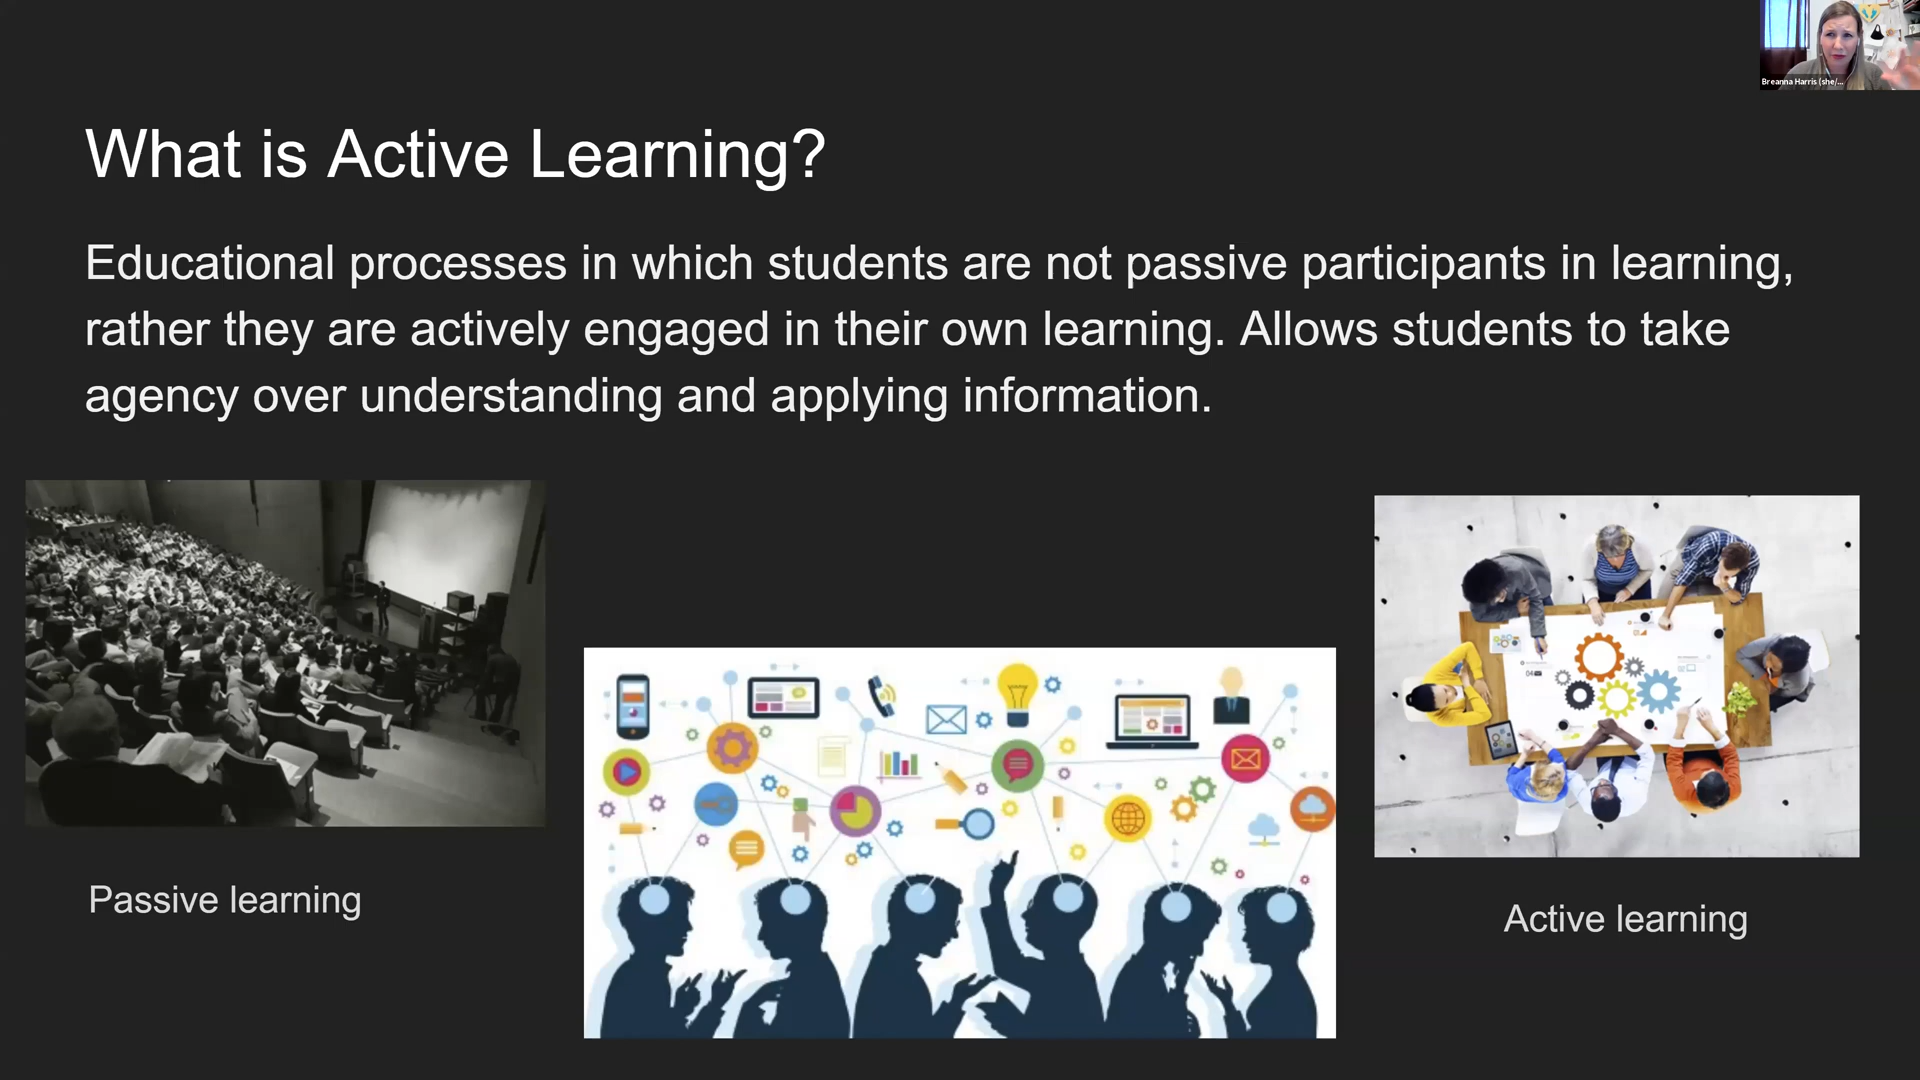 Breanna Harris (she/...
What is Active Learning?
Educational processes in which students are not passive participants in learning,
rather they are actively engaged in their own learning. Allows students to take
agency over understanding and applying information.
Passive learning
Active learning